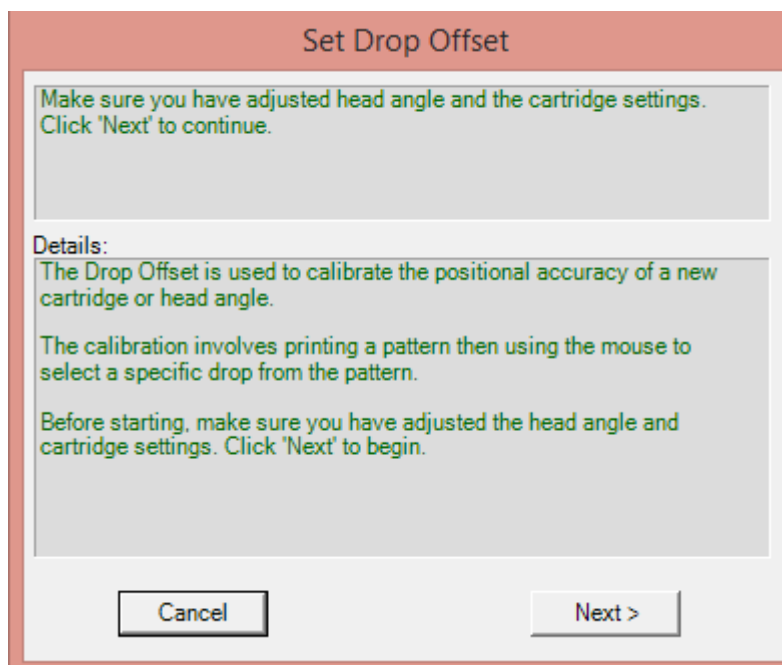 Set Drop Offset
Make sure you have adjusted head angle and the cartridge settings.
Click 'Next' to continue.
Details:
The Drop Offset is used to calibrate the positional accuracy of a new
cartridge or head angle.
The calibration involves printing a pattern then using the mouse to
select a specific drop from the pattern.
Before starting, make sure you have adjusted the head angle and
cartridge settings. Click 'Next' to begin.
Cancel
Next >